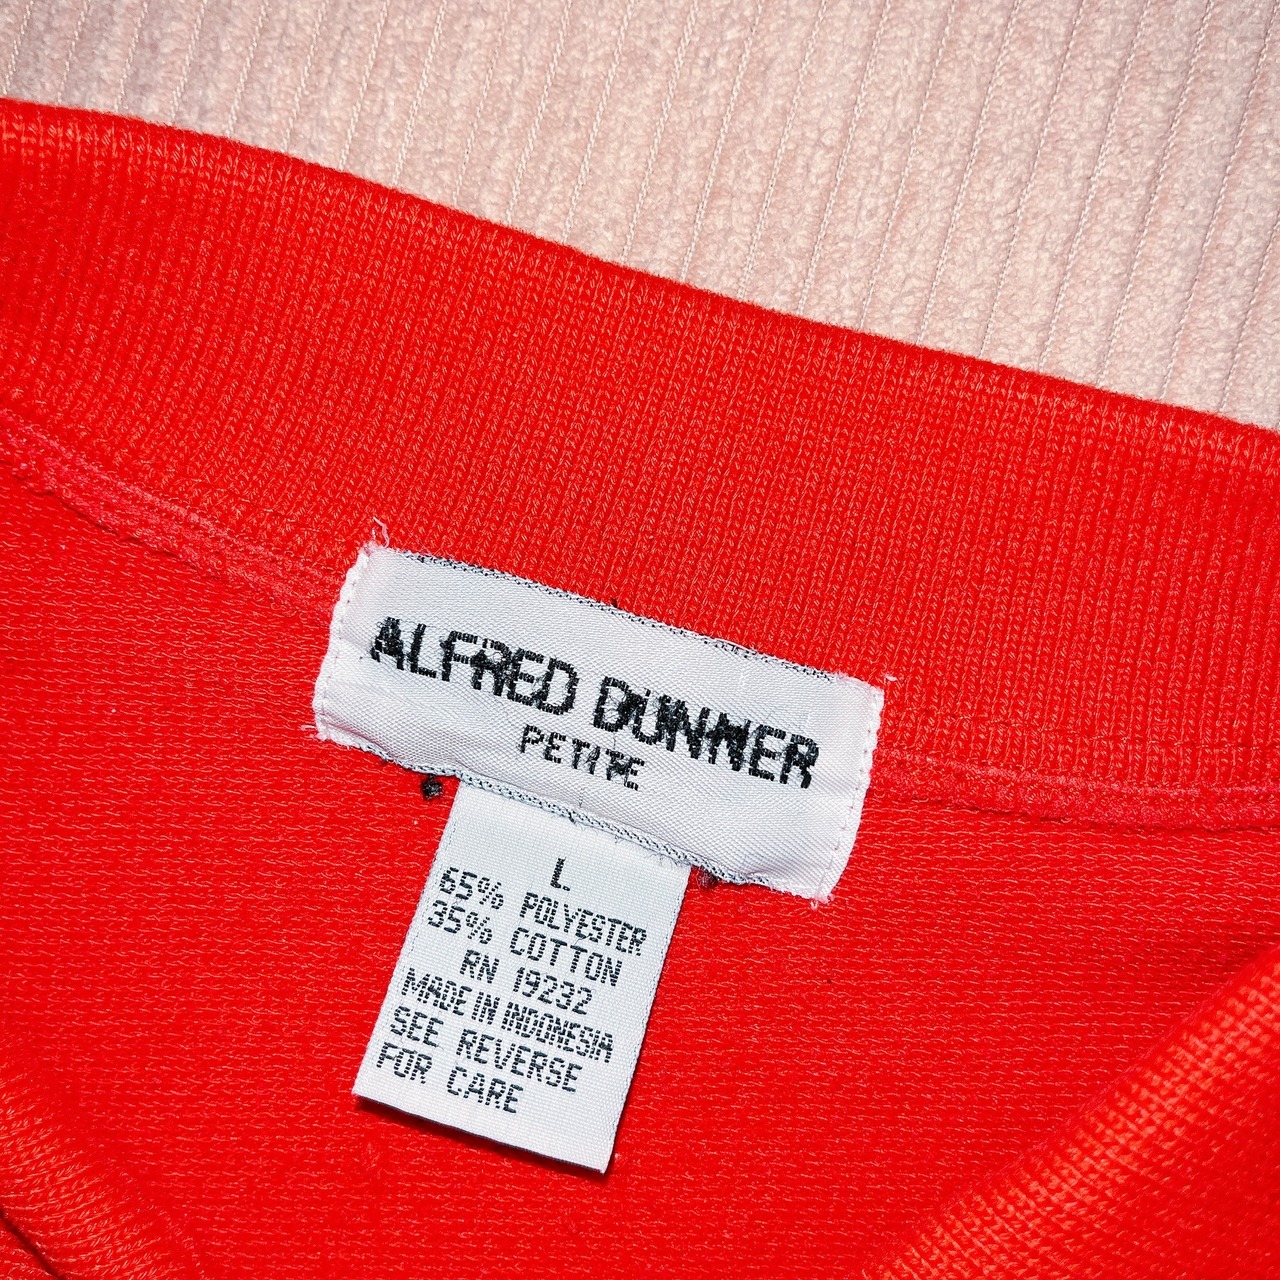 ALFRED DUNNER
PETITE
L
65% POLYESTER
35% COTTON
RN 19232
MADE IN INDONESIA
SEE REVERSE
FOR CARE